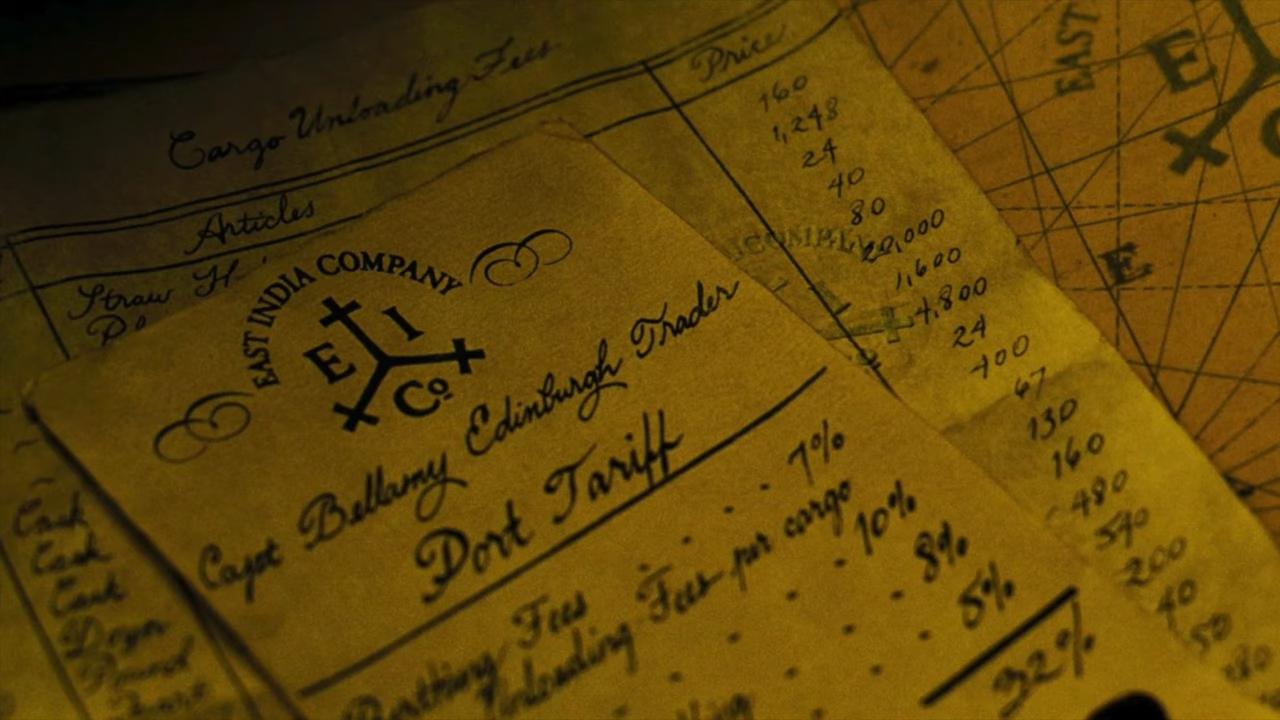 Cargo Unloading Fees
Articles
Price
Straw H
160
1,248
24
40
80
20,000
1,600
4,800
24
400
67
130
160
480
540
200
40
50
80
EAST INDIA COMPANY
E I Co
Capt Bellamy Edinburgh Trader
Port Tariff
Berthing Fees 7%
Unloading Fees per cargo 10%
8%
5%
32%
Cask
Cask
Cask
Dozen
Pound
EAST
E
E